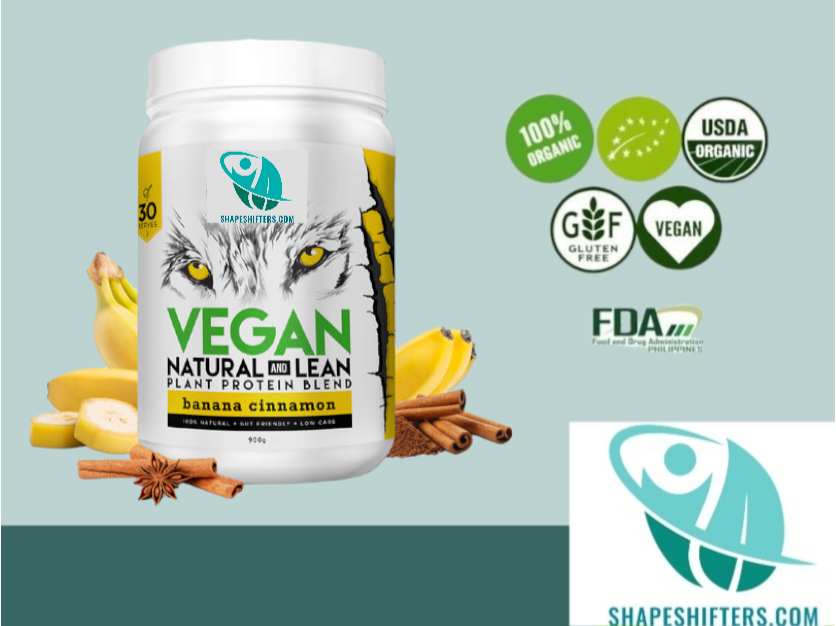 of
30
SHAPESHIFTERS.COM
VEGAN
NATURAL AND LEAN
PLANT PROTEIN BLEND
banana cinnamon
100% NATURAL + GUT FRIENDLY + LOW CARB
900g
100%
ORGANIC
USDA
ORGANIC
GF
GLUTEN
FREE
VEGAN
FDA
Food and Drug Administration
PHILIPPINES
SHAPESHIFTERS.COM